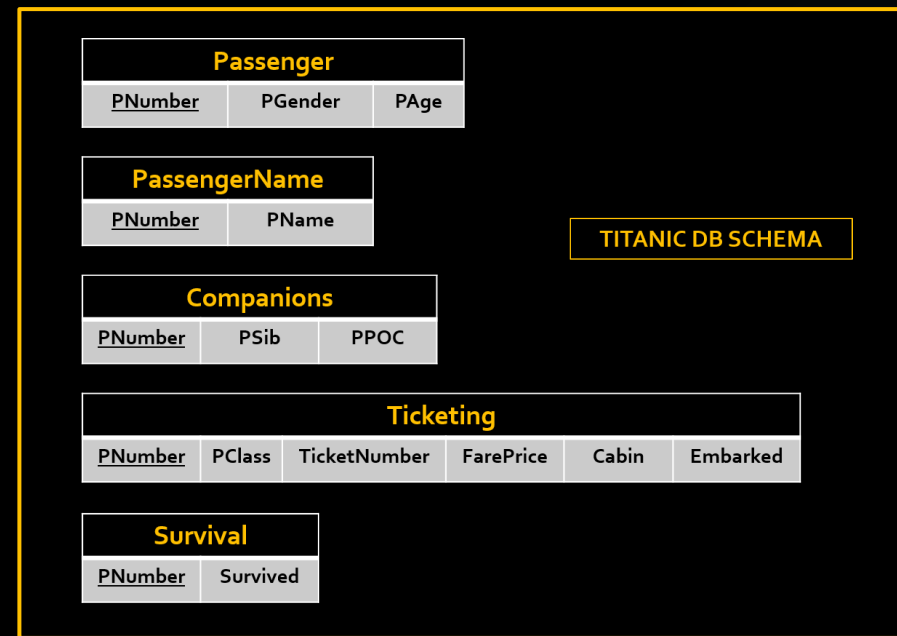 Passenger
PNumber PGender PAge
PassengerName
PNumber PName
TITANIC DB SCHEMA
Companions
PNumber PSib PPOC
Ticketing
PNumber PClass TicketNumber FarePrice Cabin Embarked
Survival
PNumber Survived